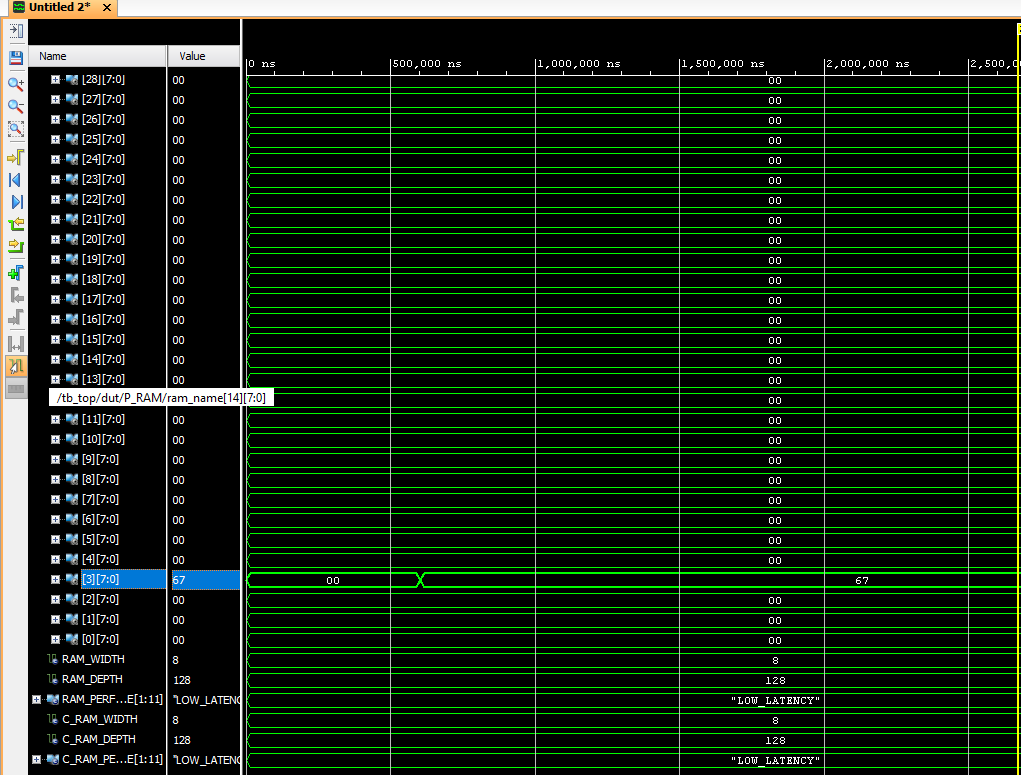 Untitled 2*
Name Value
0 ns 500,000 ns 1,000,000 ns 1,500,000 ns 2,000,000 ns 2,500,0
[28][7:0] 00 00
[27][7:0] 00 00
[26][7:0] 00 00
[25][7:0] 00 00
[24][7:0] 00 00
[23][7:0] 00 00
[22][7:0] 00 00
[21][7:0] 00 00
[20][7:0] 00 00
[19][7:0] 00 00
[18][7:0] 00 00
[17][7:0] 00 00
[16][7:0] 00 00
[15][7:0] 00 00
[14][7:0] 00 00
[13][7:0] 00 00
/tb_top/dut/P_RAM/ram_name[14][7:0] 00
[11][7:0] 00 00
[10][7:0] 00 00
[9][7:0] 00 00
[8][7:0] 00 00
[7][7:0] 00 00
[6][7:0] 00 00
[5][7:0] 00 00
[4][7:0] 00 00
[3][7:0] 67 00 67
[2][7:0] 00 00
[1][7:0] 00 00
[0][7:0] 00 00
RAM_WIDTH 8 8
RAM_DEPTH 128 128
RAM_PERF...E[1:11] "LOW_LATENC "LOW_LATENCY"
C_RAM_WIDTH 8 8
C_RAM_DEPTH 128 128
C_RAM_PE...E[1:11] "LOW_LATENC "LOW_LATENCY"